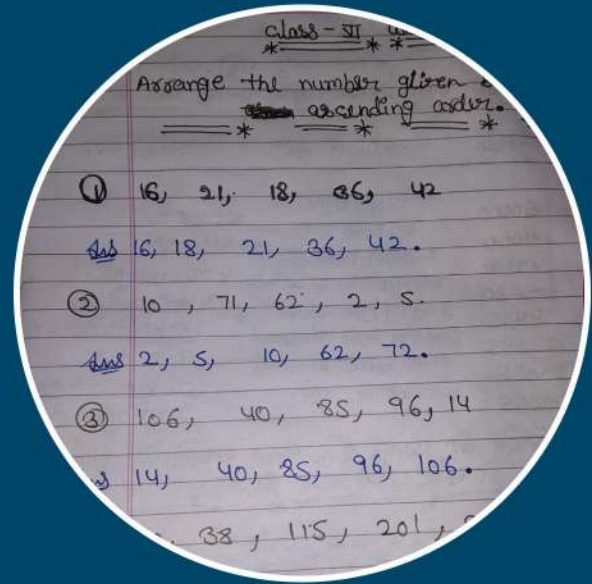 Class - VI,
Arrange the number given
ascending order.
① 16, 21, 18, 36, 42
Ans 16, 18, 21, 36, 42.
② 10, 71, 62, 2, 5.
Ans 2, 5, 10, 62, 72.
③ 106, 40, 85, 96, 14
14, 40, 85, 96, 106.
38, 115, 201,